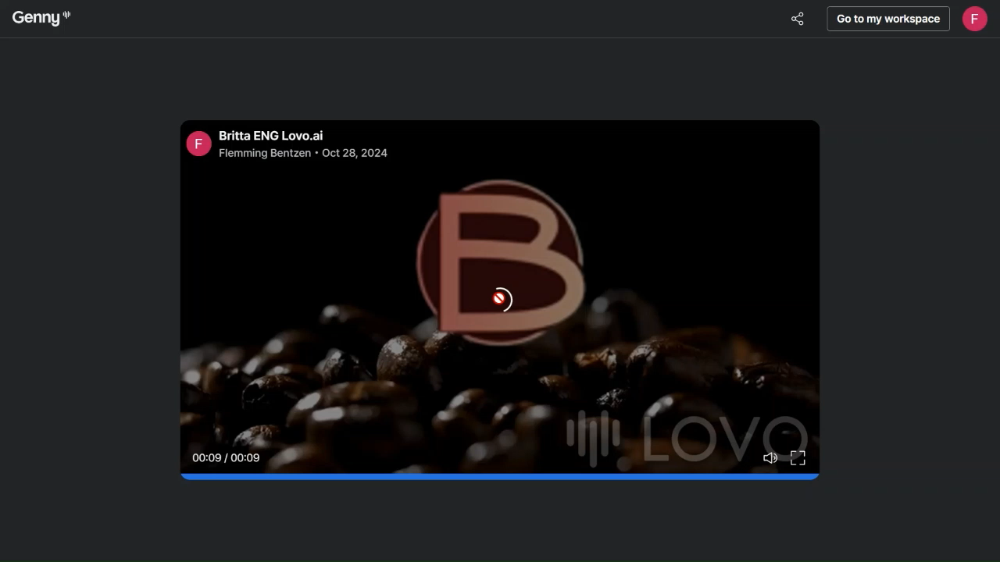 Genny
Go to my workspace
F
F
Britta ENG Lovo.ai
Flemming Bentzen • Oct 28, 2024
B
LOVO
00:09 / 00:09